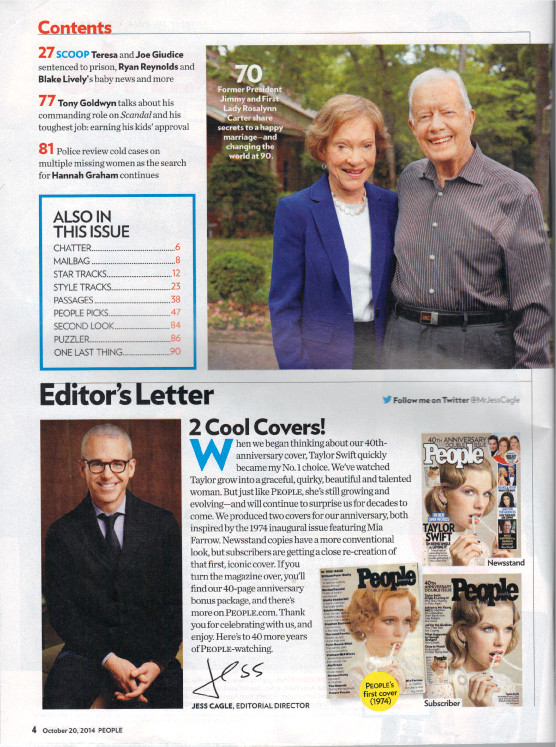 Contents
27 SCOOP Teresa and Joe Giudice
sentenced to prison, Ryan Reynolds and
Blake Lively's baby news and more
77 Tony Goldwyn talks about his
commanding role on Scandal and his
toughest job: earning his kids' approval
81 Police review cold cases on
multiple missing women as the search
for Hannah Graham continues
70
Former President
Jimmy and First
Lady Rosalynn
Carter share
secrets to a happy
marriage—and
changing the
world at 90.
ALSO IN
THIS ISSUE
CHATTER....................................6
MAILBAG....................................8
STAR TRACKS............................12
STYLE TRACKS..........................23
PASSAGES..................................38
PEOPLE PICKS...........................47
SECOND LOOK..........................84
PUZZLER....................................86
ONE LAST THING......................90
Editor's Letter
Follow me on Twitter @MrJessCagle
2 Cool Covers!
When we began thinking about our 40th-
anniversary cover, Taylor Swift quickly
became my No. 1 choice. We've watched
Taylor grow into a graceful, quirky, beautiful and talented
woman. But just like PEOPLE, she's still growing and
evolving—and will continue to surprise us for decades to
come. We produced two covers for our anniversary, both
inspired by the 1974 inaugural issue featuring Mia
Farrow. Newsstand copies have a more conventional
look, but subscribers are getting a close re-creation of
that first, iconic cover. If you
turn the magazine over, you'll
find our 40-page anniversary
bonus package, and there's
more on PEOPLE.com. Thank
you for celebrating with us, and
enjoy. Here's to 40 more years
of PEOPLE-watching.
Jess
JESS CAGLE, EDITORIAL DIRECTOR
40TH ANNIVERSARY
DOUBLE ISSUE
People
TAYLOR
SWIFT
Newsstand
People
PEOPLE's
first cover
(1974)
People
Subscriber
4 October 20, 2014 PEOPLE